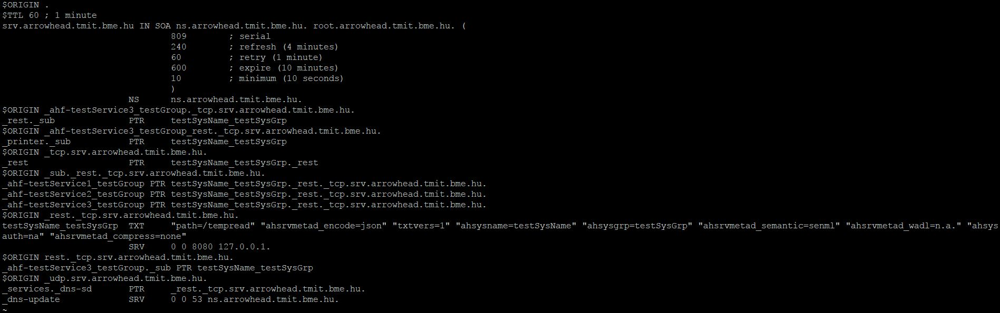 $ORIGIN .
$TTL 60 ; 1 minute
srv.arrowhead.tmit.bme.hu IN SOA ns.arrowhead.tmit.bme.hu. root.arrowhead.tmit.bme.hu. (
809 ; serial
240 ; refresh (4 minutes)
60 ; retry (1 minute)
600 ; expire (10 minutes)
10 ; minimum (10 seconds)
)
NS ns.arrowhead.tmit.bme.hu.
$ORIGIN _ahf-testService3_testGroup._tcp.srv.arrowhead.tmit.bme.hu.
_rest._sub PTR testSysName_testSysGrp
$ORIGIN _ahf-testService3_testGroup_rest._tcp.srv.arrowhead.tmit.bme.hu.
_printer._sub PTR testSysName_testSysGrp
$ORIGIN _tcp.srv.arrowhead.tmit.bme.hu.
_rest PTR testSysName_testSysGrp._rest
$ORIGIN _sub._rest._tcp.srv.arrowhead.tmit.bme.hu.
_ahf-testService1_testGroup PTR testSysName_testSysGrp._rest._tcp.srv.arrowhead.tmit.bme.hu.
_ahf-testService2_testGroup PTR testSysName_testSysGrp._rest._tcp.srv.arrowhead.tmit.bme.hu.
_ahf-testService3_testGroup PTR testSysName_testSysGrp._rest._tcp.srv.arrowhead.tmit.bme.hu.
$ORIGIN _rest._tcp.srv.arrowhead.tmit.bme.hu.
testSysName_testSysGrp TXT "path=/tempread" "ahsrvmetad_encode=json" "txtvers=1" "ahsysname=testSysName" "ahsysgrp=testSysGrp" "ahsrvmetad_semantic=senml" "ahsrvmetad_wadl=n.a." "ahsys
auth=na" "ahsrvmetad_compress=none"
SRV 0 0 8080 127.0.0.1.
$ORIGIN rest._tcp.srv.arrowhead.tmit.bme.hu.
_ahf-testService3_testGroup._sub PTR testSysName_testSysGrp
$ORIGIN _udp.srv.arrowhead.tmit.bme.hu.
_services._dns-sd PTR _rest._tcp.srv.arrowhead.tmit.bme.hu.
_dns-update SRV 0 0 53 ns.arrowhead.tmit.bme.hu.
~